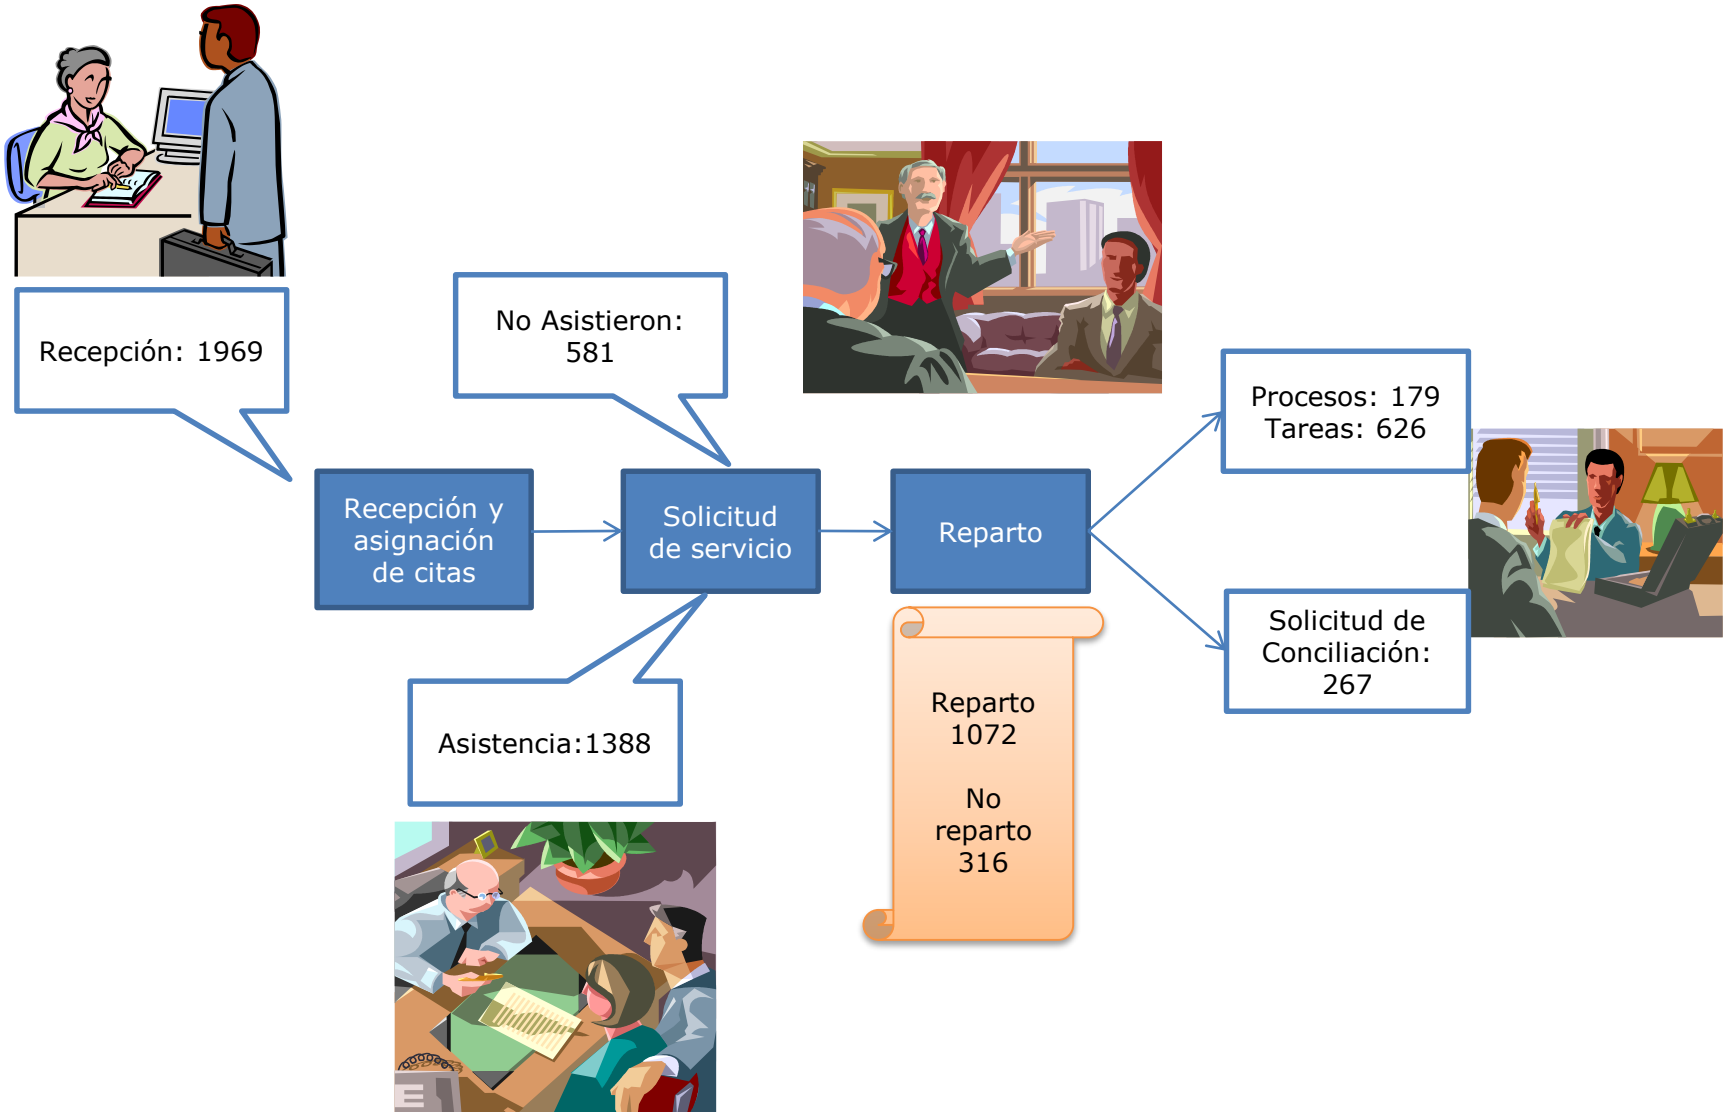 Recepción: 1969
No Asistieron:
581
Procesos: 179
Tareas: 626
Recepción y
asignación
de citas
Solicitud
de servicio
Reparto
Solicitud de
Conciliación:
267
Asistencia:1388
Reparto
1072
No
reparto
316